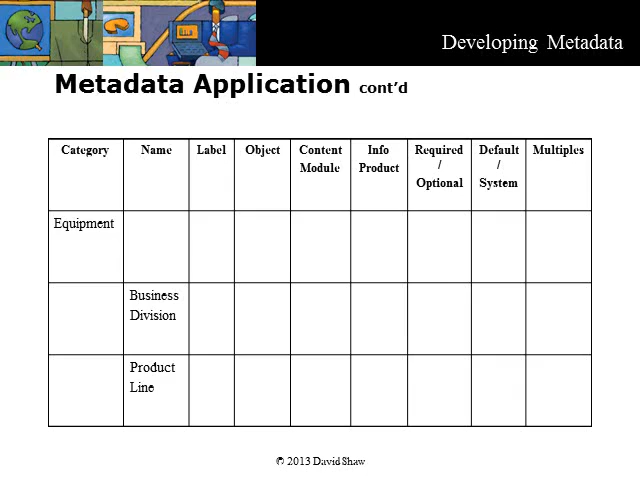 Developing Metadata
Metadata Application cont'd
Category Name Label Object Content Module Info Product Required / Optional Default / System Multiples
Equipment
Business
Division
Product
Line
© 2013 David Shaw